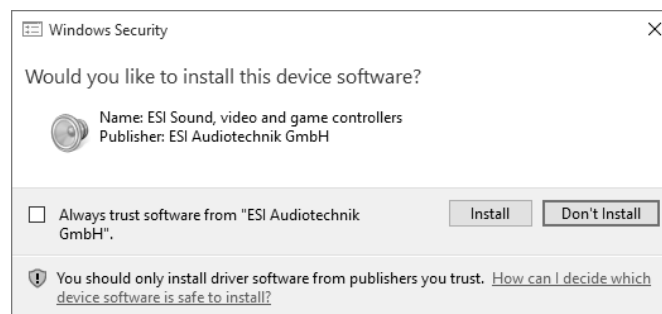 Windows Security
Would you like to install this device software?
Name: ESI Sound, video and game controllers
Publisher: ESI Audiotechnik GmbH
Always trust software from "ESI Audiotechnik
GmbH".
Install
Don't Install
You should only install driver software from publishers you trust. How can I decide which
device software is safe to install?